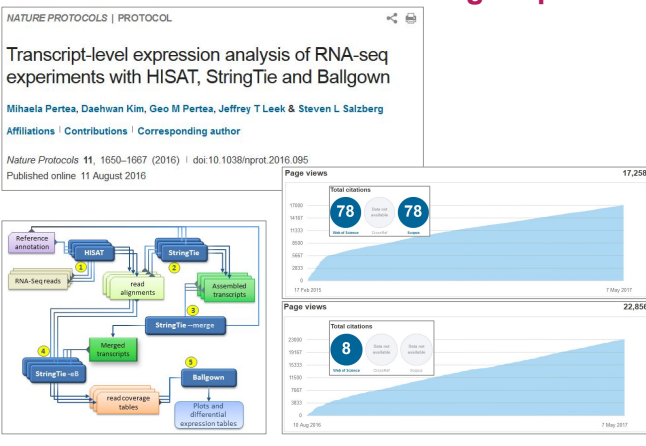 NATURE PROTOCOLS | PROTOCOL
Transcript-level expression analysis of RNA-seq
experiments with HISAT, StringTie and Ballgown
Mihaela Pertea, Daehwan Kim, Geo M Pertea, Jeffrey T Leek & Steven L Salzberg
Affiliations | Contributions | Corresponding author
Nature Protocols 11, 1650–1667 (2016) | doi:10.1038/nprot.2016.095
Published online 11 August 2016
Reference
annotation
HISAT
StringTie
1
2
RNA-Seq reads
read
alignments
Assembled
transcripts
3
StringTie --merge
4
Merged
transcripts
5
StringTie -eB
Ballgown
read coverage
tables
Plots and
differential
expression tables
Page views
17,258
Total citations
78
Data not
available
78
Web of Science
CrossRef
Scopus
17000
14167
11333
8500
5667
2833
0
17 Feb 2015
7 May 2017
Page views
22,856
Total citations
8
Data not
available
Data not
available
Web of Science
CrossRef
Scopus
23000
19167
15333
11500
7667
3833
0
7 May 2017